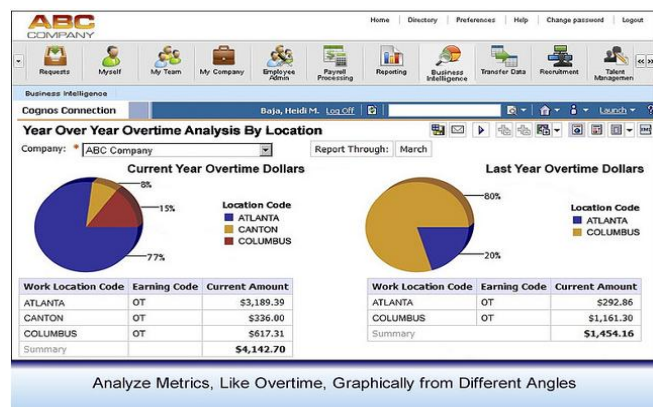 ABC
COMPANY
Home Directory Preferences Help Change password Logout
Requests Myself My Team My Company Employee Admin Payroll Processing Reporting Business Intelligence Transfer Data Recruitment Talent Managemen
Business Intelligence
Cognos Connection Baja, Heidi M. Log Off Launch
Year Over Year Overtime Analysis By Location
Company: * ABC Company Report Through: March
Current Year Overtime Dollars
8%
15%
77%
Location Code
ATLANTA
CANTON
COLUMBUS
Last Year Overtime Dollars
80%
20%
Location Code
ATLANTA
COLUMBUS
Work Location Code Earning Code Current Amount
ATLANTA OT $3,189.39
CANTON OT $336.00
COLUMBUS OT $617.31
Summary $4,142.70
Work Location Code Earning Code Current Amount
ATLANTA OT $292.86
COLUMBUS OT $1,161.30
Summary $1,454.16
Analyze Metrics, Like Overtime, Graphically from Different Angles